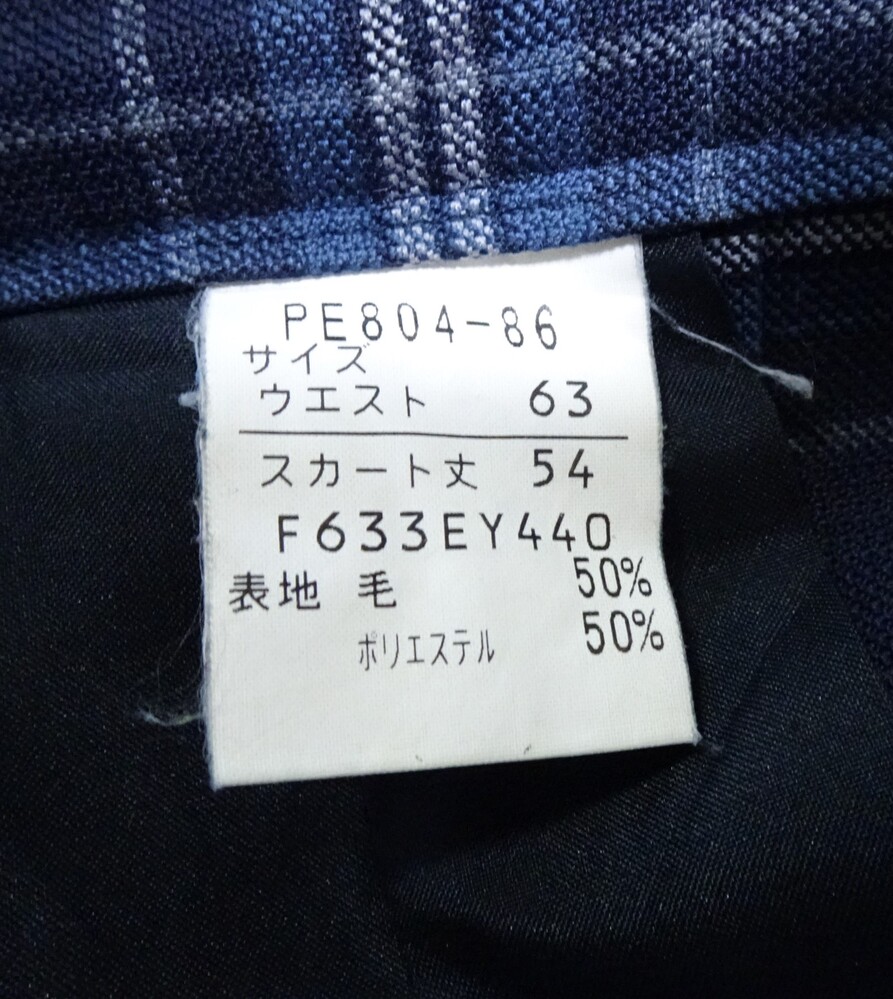 PE804-86
サイズ
ウエスト 63
スカート丈 54
F633EY440
表地 毛 50%
ポリエステル 50%